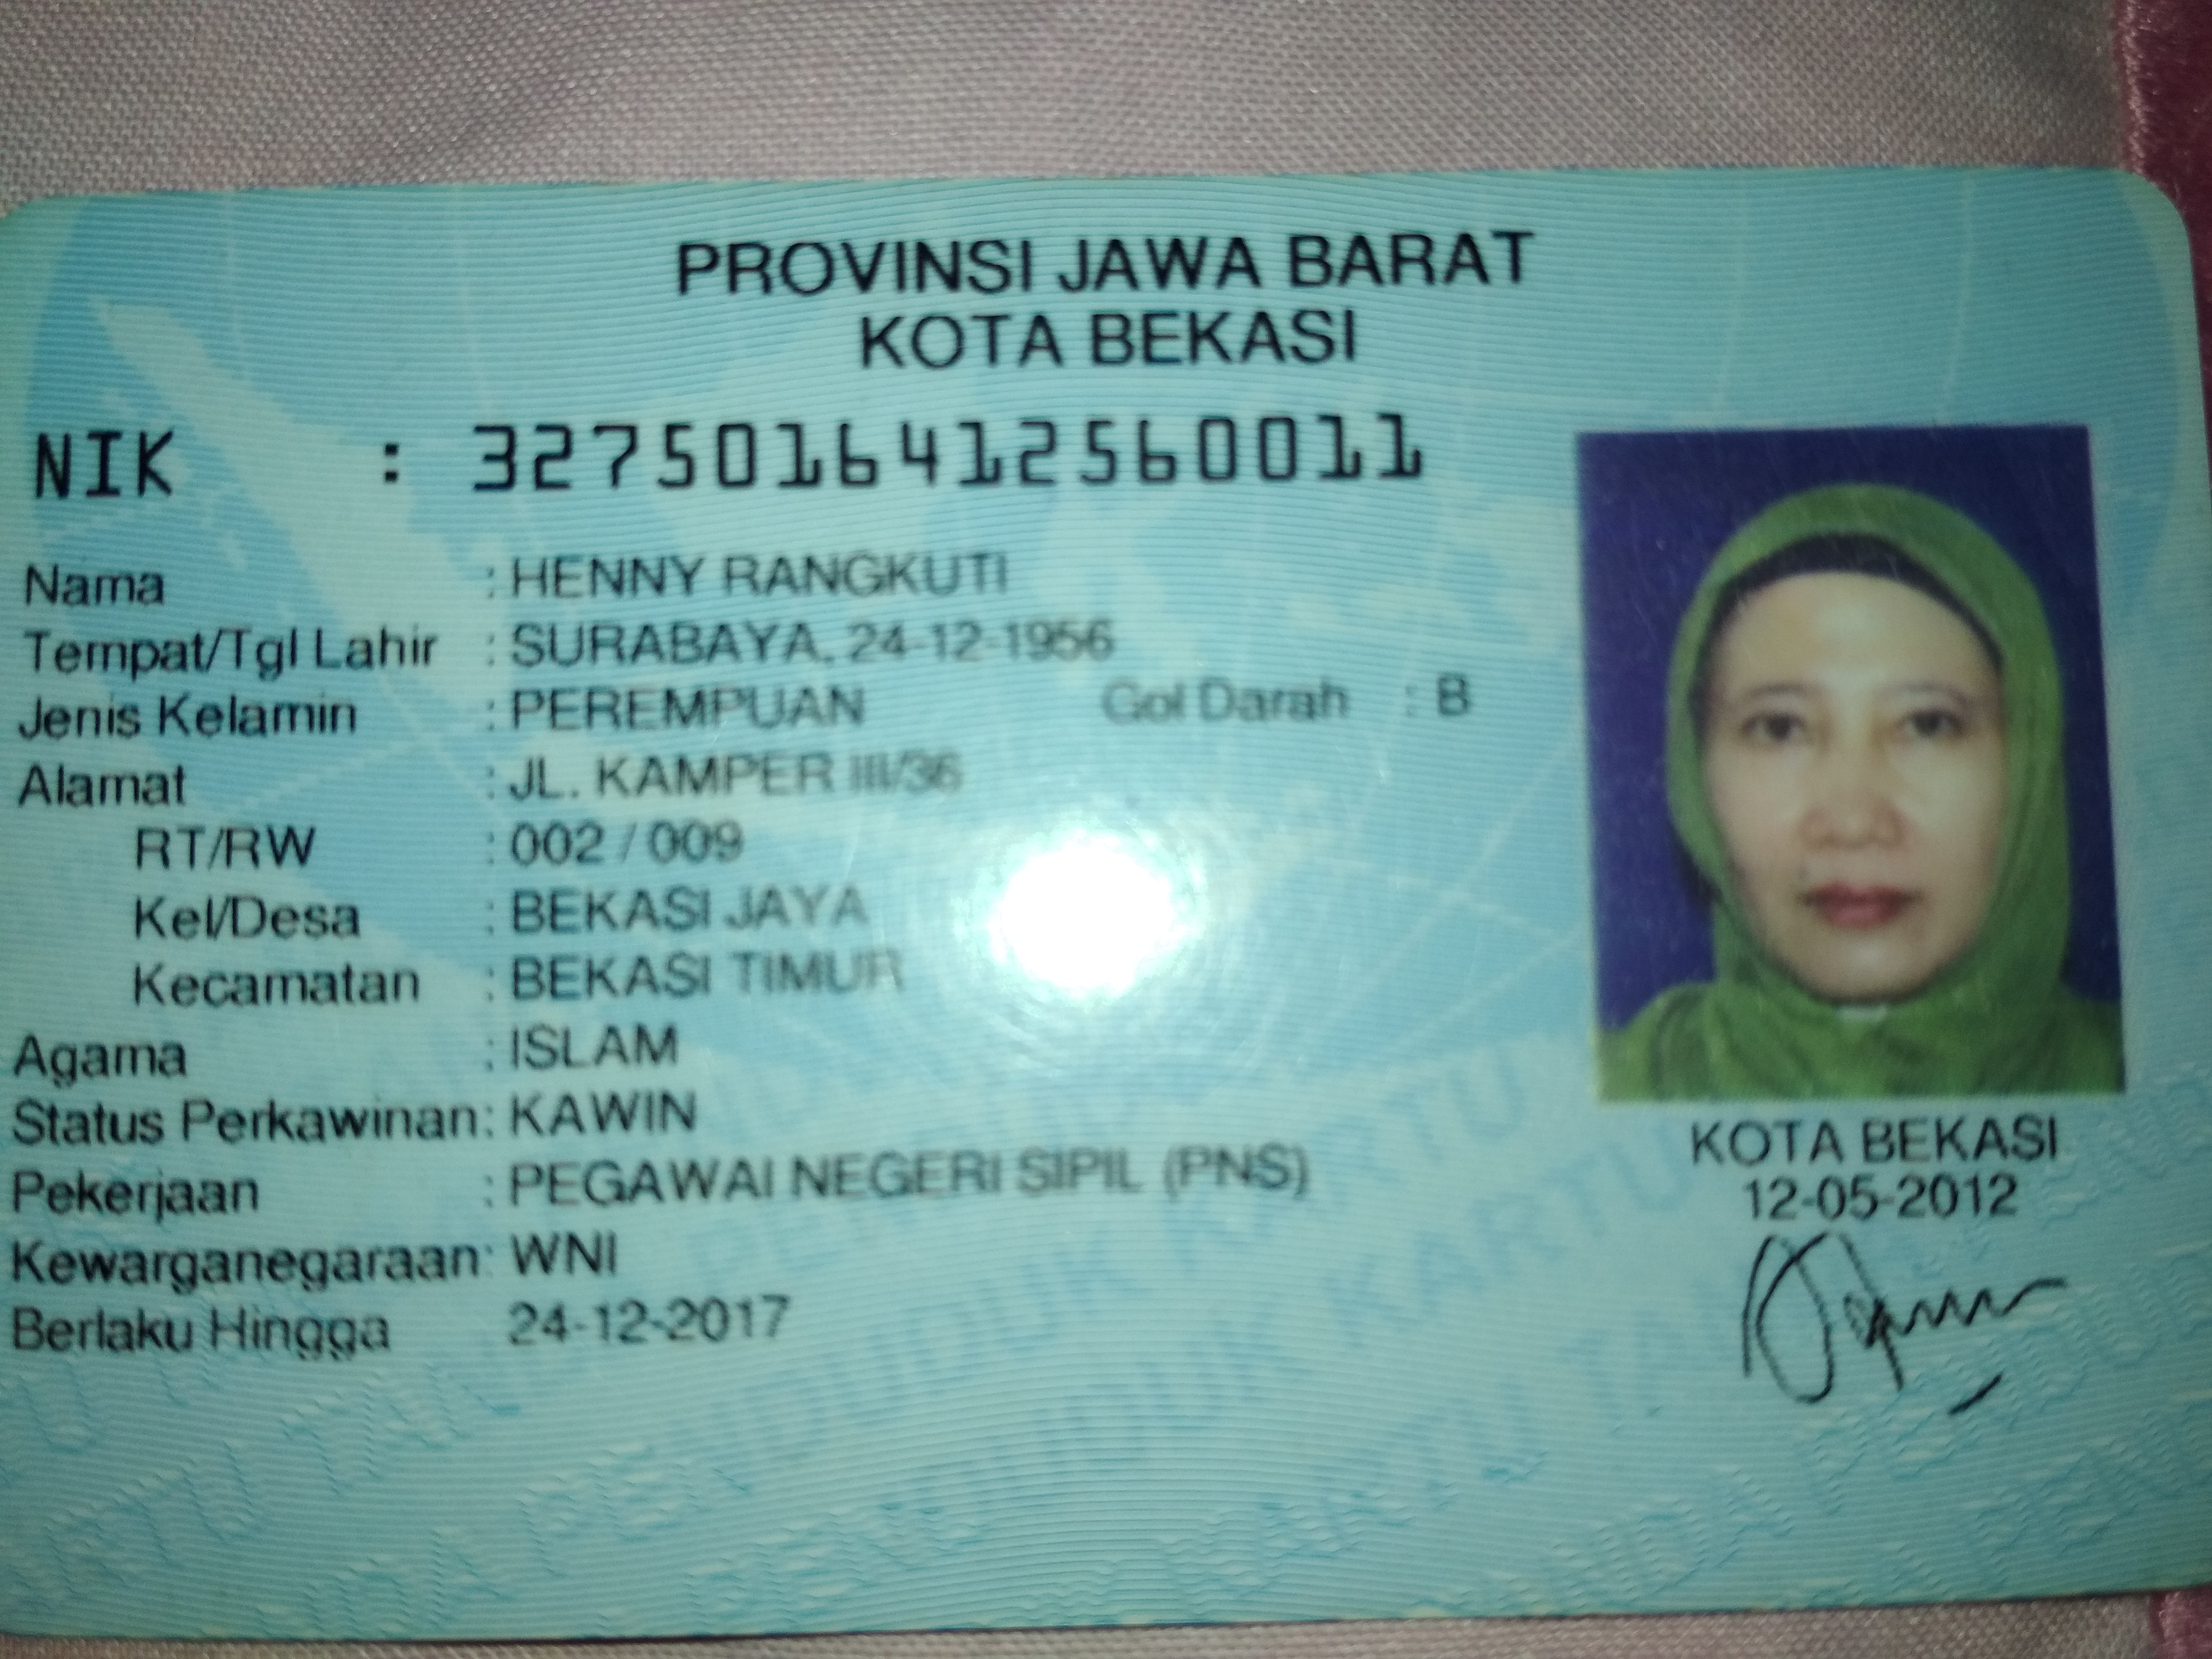 PROVINSI JAWA BARAT
KOTA BEKASI
NIK : 3275016412560011
Nama : HENNY RANGKUTI
Tempat/Tgl Lahir : SURABAYA, 24-12-1956
Jenis Kelamin : PEREMPUAN Gol Darah : B
Alamat : JL. KAMPER III/36
RT/RW : 002 / 009
Kel/Desa : BEKASI JAYA
Kecamatan : BEKASI TIMUR
Agama : ISLAM
Status Perkawinan : KAWIN
Pekerjaan : PEGAWAI NEGERI SIPIL (PNS)
Kewarganegaraan : WNI
Berlaku Hingga 24-12-2017
KOTA BEKASI
12-05-2012